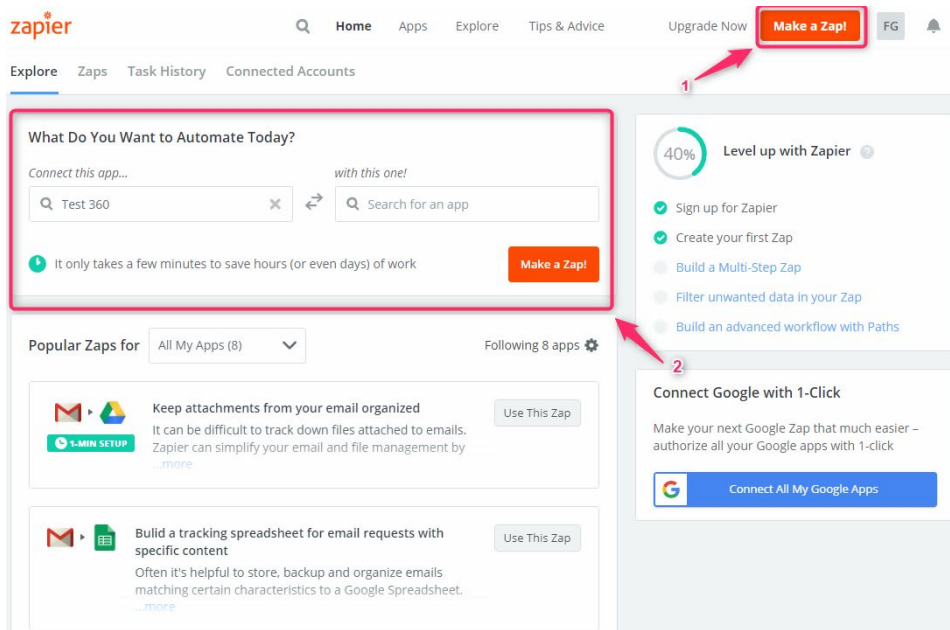 zapier
Home Apps Explore Tips & Advice Upgrade Now Make a Zap! FG
Explore Zaps Task History Connected Accounts
1
What Do You Want to Automate Today?
Connect this app... with this one!
Test 360 Search for an app
It only takes a few minutes to save hours (or even days) of work Make a Zap!
40% Level up with Zapier ?
Sign up for Zapier
Create your first Zap
Build a Multi-Step Zap
Filter unwanted data in your Zap
Build an advanced workflow with Paths
2
Popular Zaps for All My Apps (8) Following 8 apps
Keep attachments from your email organized
Use This Zap
It can be difficult to track down files attached to emails.
1-MIN SETUP
Zapier can simplify your email and file management by
...more
Bulid a tracking spreadsheet for email requests with
specific content
Use This Zap
Often it's helpful to store, backup and organize emails
matching certain characteristics to a Google Spreadsheet.
...more
Connect Google with 1-Click
Make your next Google Zap that much easier –
authorize all your Google apps with 1-click
G Connect All My Google Apps